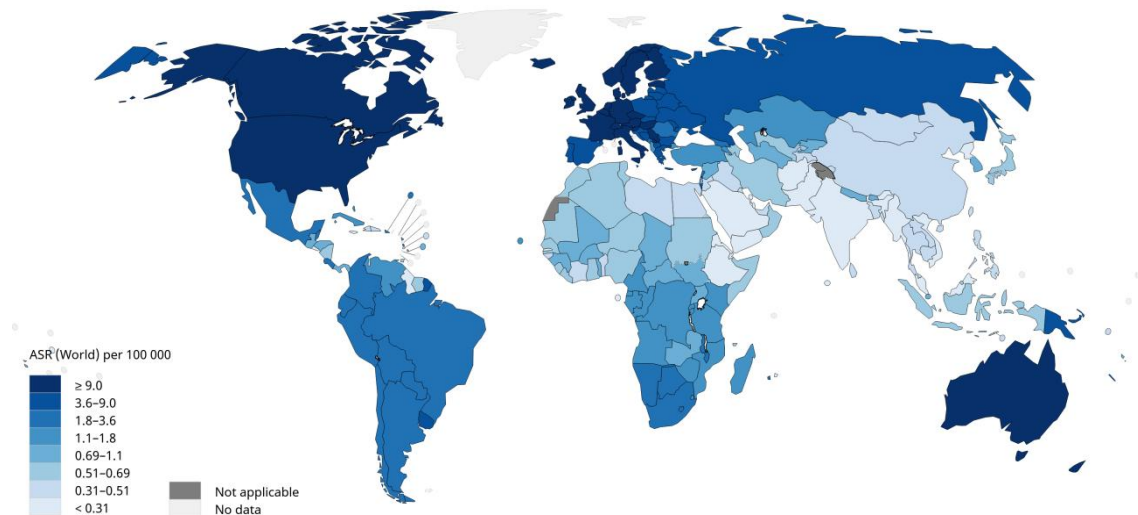 ASR (World) per 100 000
≥ 9.0
3.6–9.0
1.8–3.6
1.1–1.8
0.69–1.1
0.51–0.69
0.31–0.51
< 0.31
Not applicable
No data